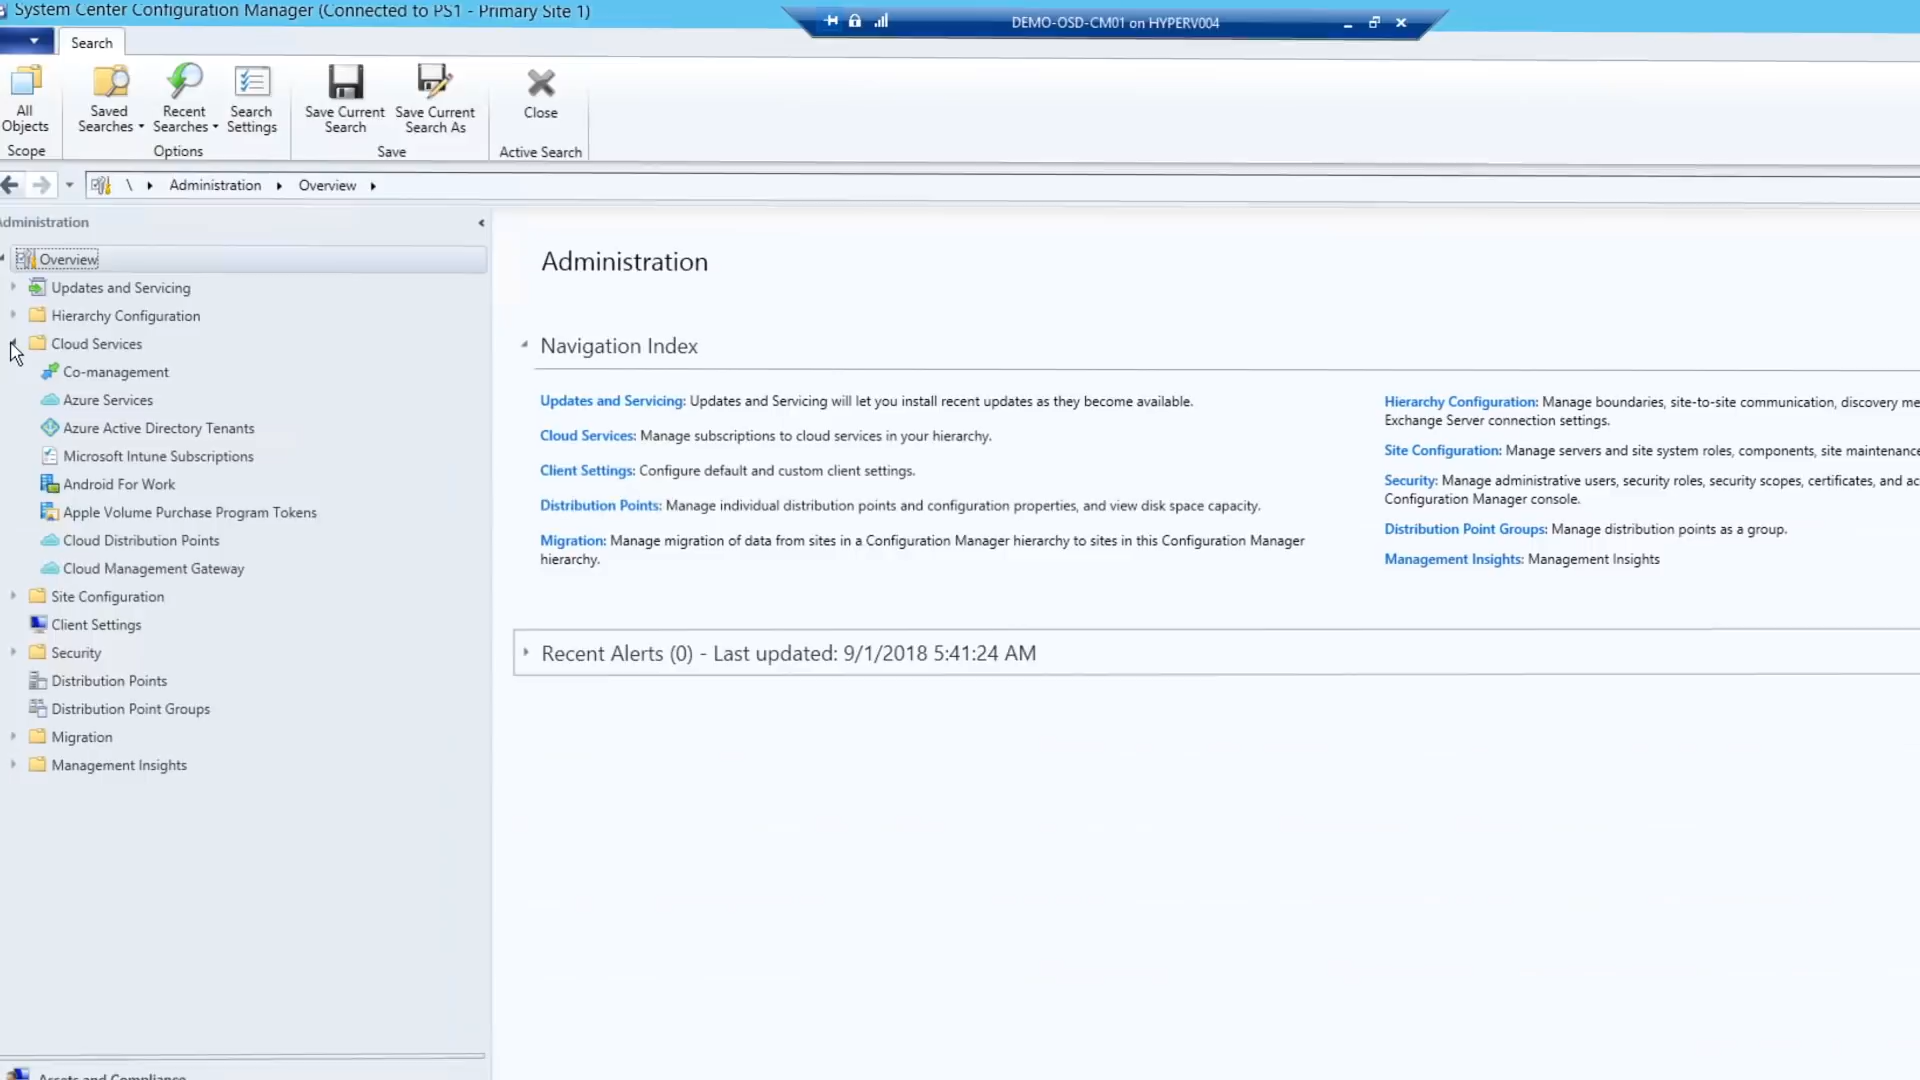 System Center Configuration Manager (Connected to PS1 - Primary Site 1)
DEMO-OSD-CM01 on HYPERV004
Search
All Objects
Saved Searches
Recent Searches
Search Settings
Save Current Search
Save Current Search As
Close
Scope
Options
Save
Active Search
\ Administration Overview
Administration
Overview
Updates and Servicing
Hierarchy Configuration
Cloud Services
Co-management
Azure Services
Azure Active Directory Tenants
Microsoft Intune Subscriptions
Android For Work
Apple Volume Purchase Program Tokens
Cloud Distribution Points
Cloud Management Gateway
Site Configuration
Client Settings
Security
Distribution Points
Distribution Point Groups
Migration
Management Insights
Assets and Compliance
Administration
Navigation Index
Updates and Servicing: Updates and Servicing will let you install recent updates as they become available.
Cloud Services: Manage subscriptions to cloud services in your hierarchy.
Client Settings: Configure default and custom client settings.
Distribution Points: Manage individual distribution points and configuration properties, and view disk space capacity.
Migration: Manage migration of data from sites in a Configuration Manager hierarchy to sites in this Configuration Manager
hierarchy.
Hierarchy Configuration: Manage boundaries, site-to-site communication, discovery me
Exchange Server connection settings.
Site Configuration: Manage servers and site system roles, components, site maintenance
Security: Manage administrative users, security roles, security scopes, certificates, and ac
Configuration Manager console.
Distribution Point Groups: Manage distribution points as a group.
Management Insights: Management Insights
Recent Alerts (0) - Last updated: 9/1/2018 5:41:24 AM